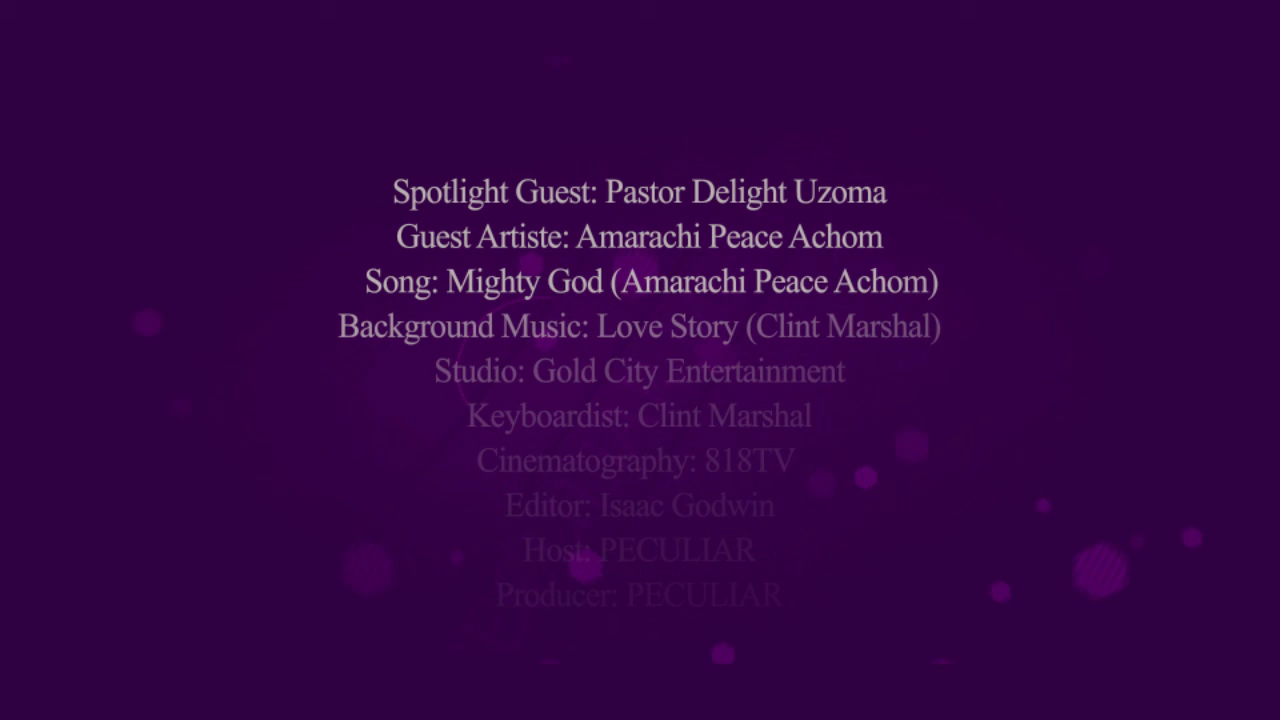 Spotlight Guest: Pastor Delight Uzoma
Guest Artiste: Amarachi Peace Achom
Song: Mighty God (Amarachi Peace Achom)
Background Music: Love Story (Clint Marshal)
Studio: Gold City Entertainment
Keyboardist: Clint Marshal
Cinematography: 818TV
Editor: Isaac Godwin
Host: PECULIAR
Producer: PECULIAR